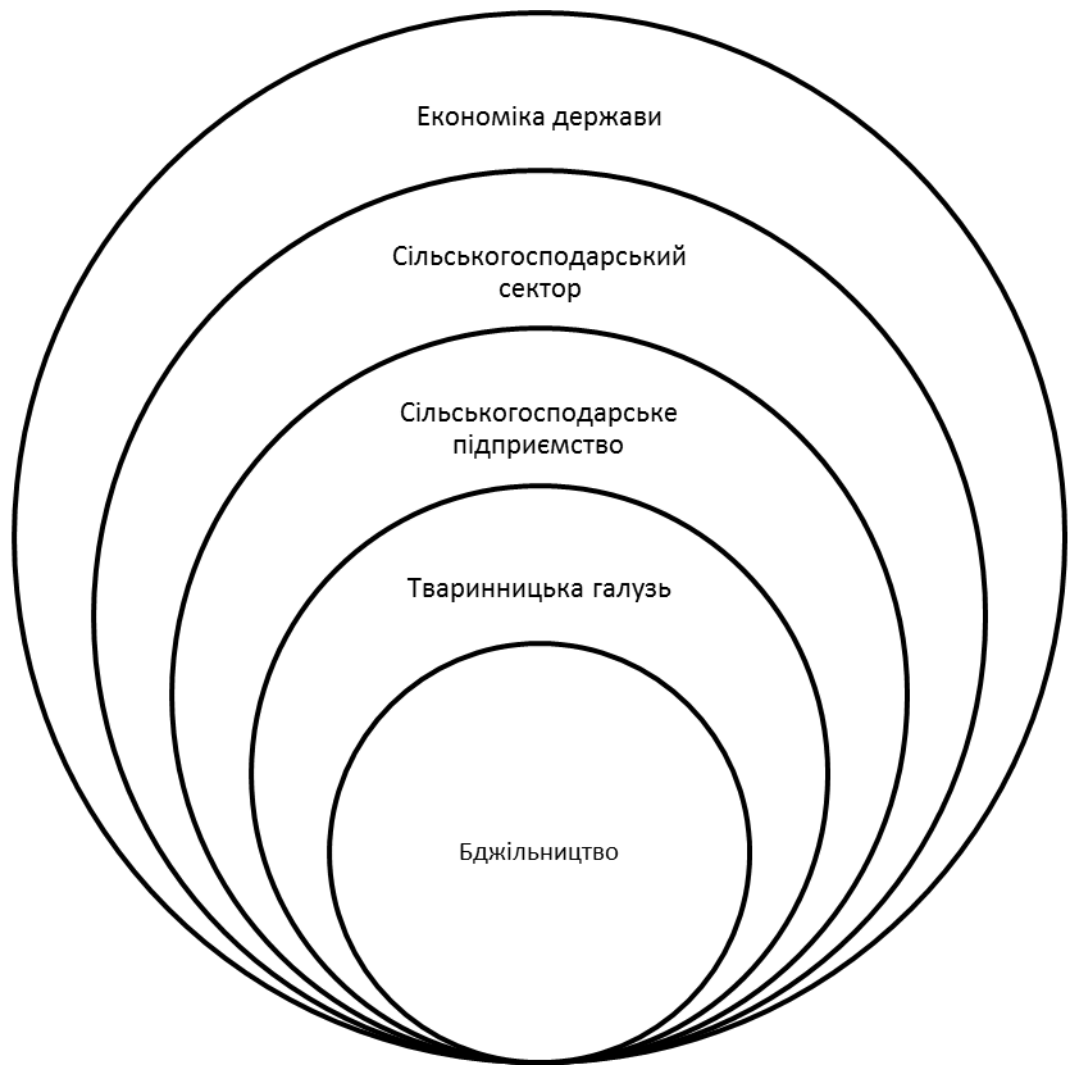 Економіка держави
Сільськогосподарський
сектор
Сільськогосподарське
підприємство
Тваринницька галузь
Бджільництво